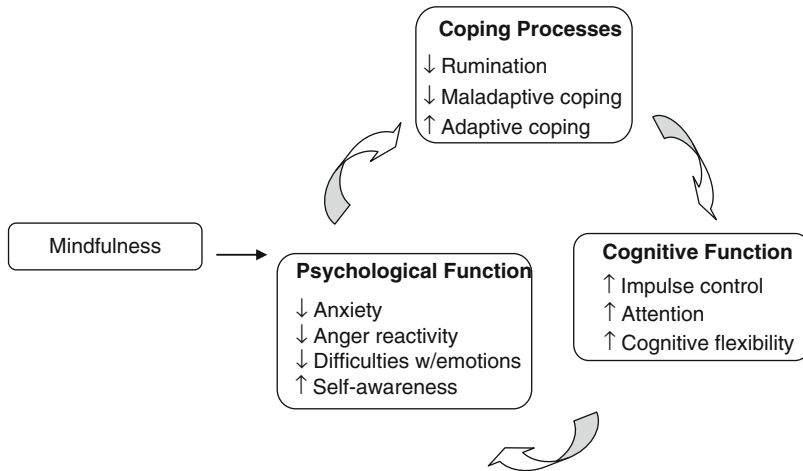 Coping Processes
↓ Rumination
↓ Maladaptive coping
↑ Adaptive coping
Mindfulness
Psychological Function
↓ Anxiety
↓ Anger reactivity
↓ Difficulties w/emotions
↑ Self-awareness
Cognitive Function
↑ Impulse control
↑ Attention
↑ Cognitive flexibility